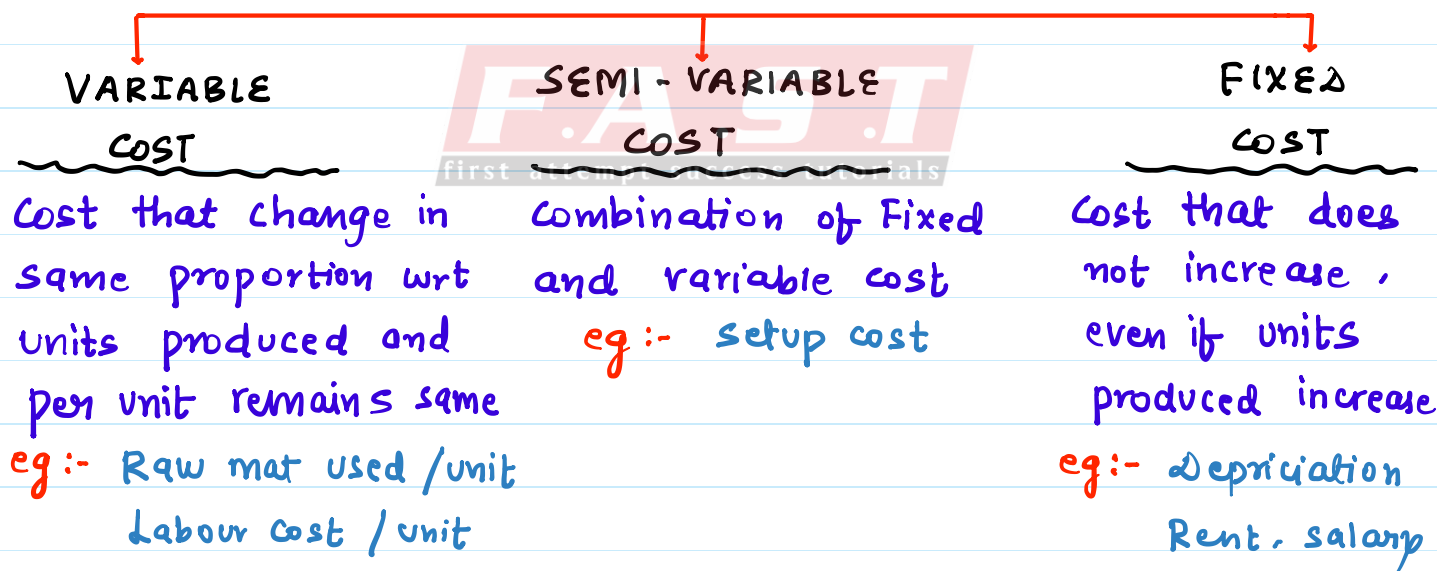 VARIABLE
COST
Cost that change in
same proportion wrt
units produced and
per unit remains same
eg:- Raw mat used /unit
Labour cost / unit
SEMI - VARIABLE
COST
Combination of Fixed
and variable cost
eg :- Setup cost
FIXED
COST
Cost that does
not increase,
even if units
produced increase
eg:- Depriciation
Rent, salary
F.A.S.T
first attempt success tutorials